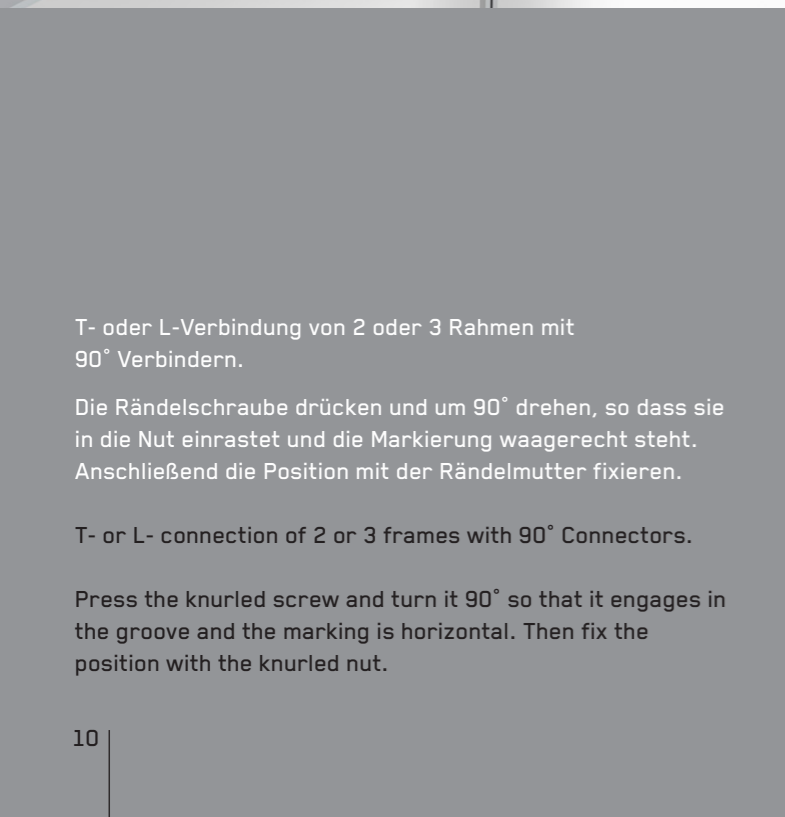 T- oder L-Verbindung von 2 oder 3 Rahmen mit
90° Verbindern.
Die Rändelschraube drücken und um 90° drehen, so dass sie
in die Nut einrastet und die Markierung waagerecht steht.
Anschließend die Position mit der Rändelmutter fixieren.
T- or L- connection of 2 or 3 frames with 90° Connectors.
Press the knurled screw and turn it 90° so that it engages in
the groove and the marking is horizontal. Then fix the
position with the knurled nut.
10